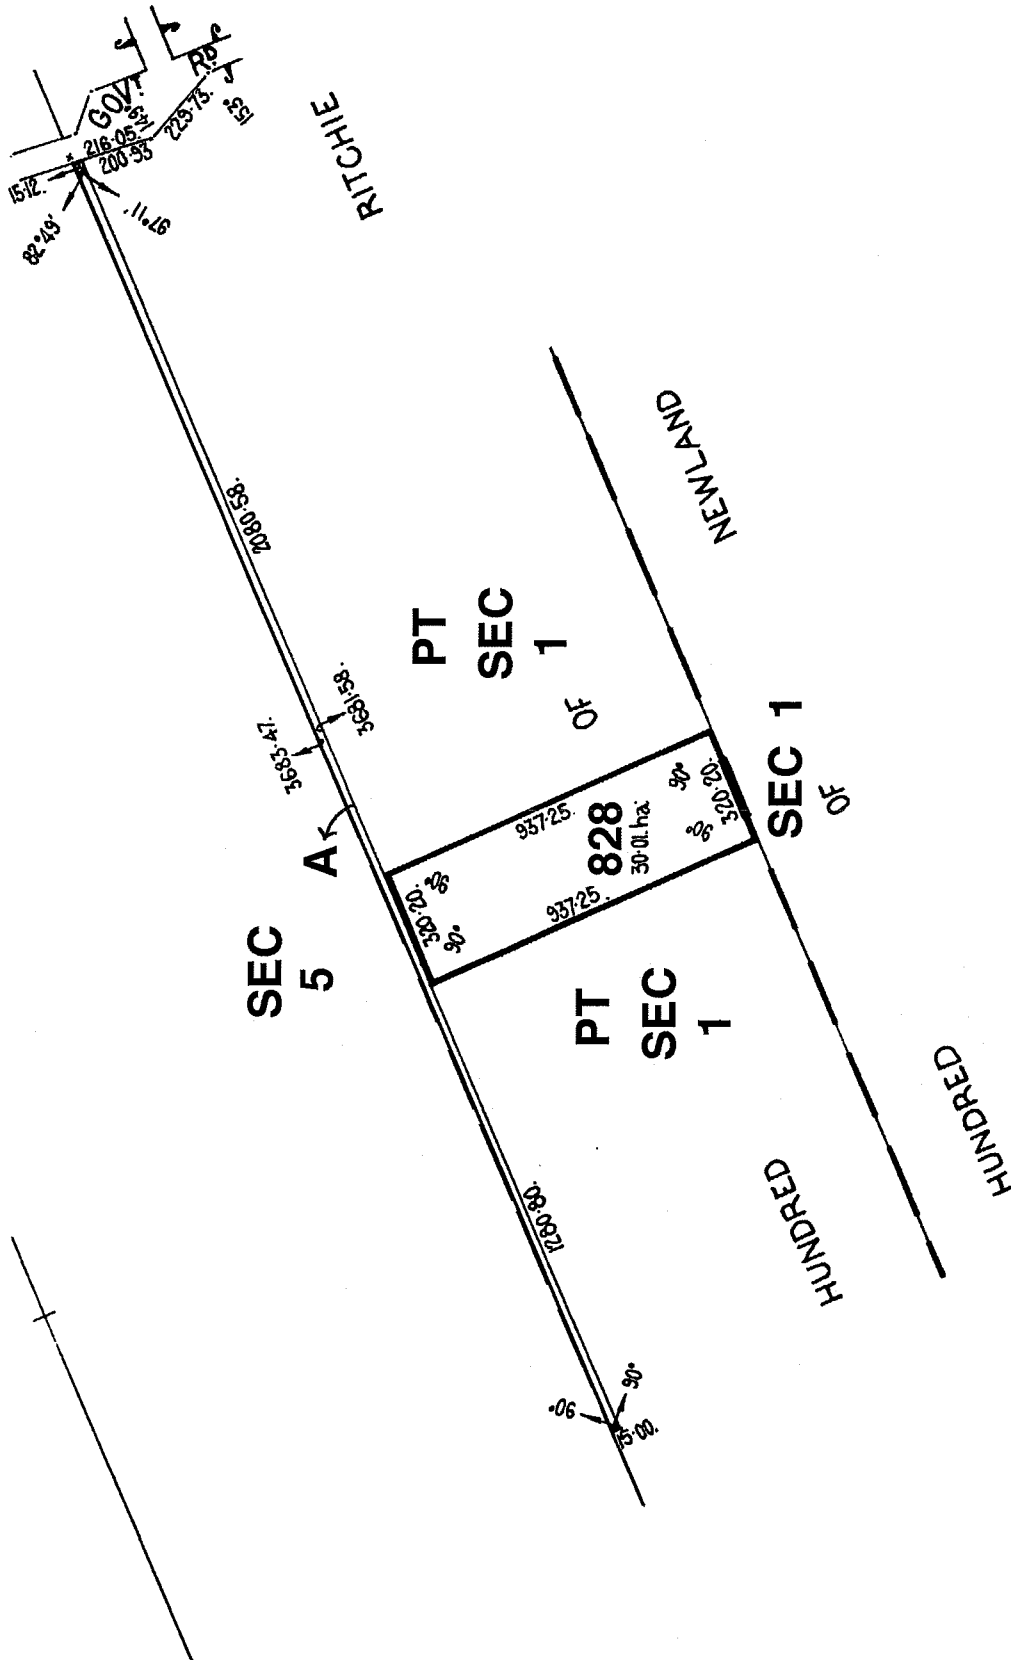 GOVT
RD
216·05.
149°
200·93
229·73.
153°
15·12.
82°49'
97°11'.
RITCHIE
2080·58.
NEWLAND
PT
SEC
1
3681·58.
3683·47.
OF
A
SEC 1
OF
937·25.
90°
320·20.
90°
828
30·01.ha.
320·20.
90°
90°
937·25.
SEC
5
PT
SEC
1
1280·80.
HUNDRED
HUNDRED
90°
90°
15·00.